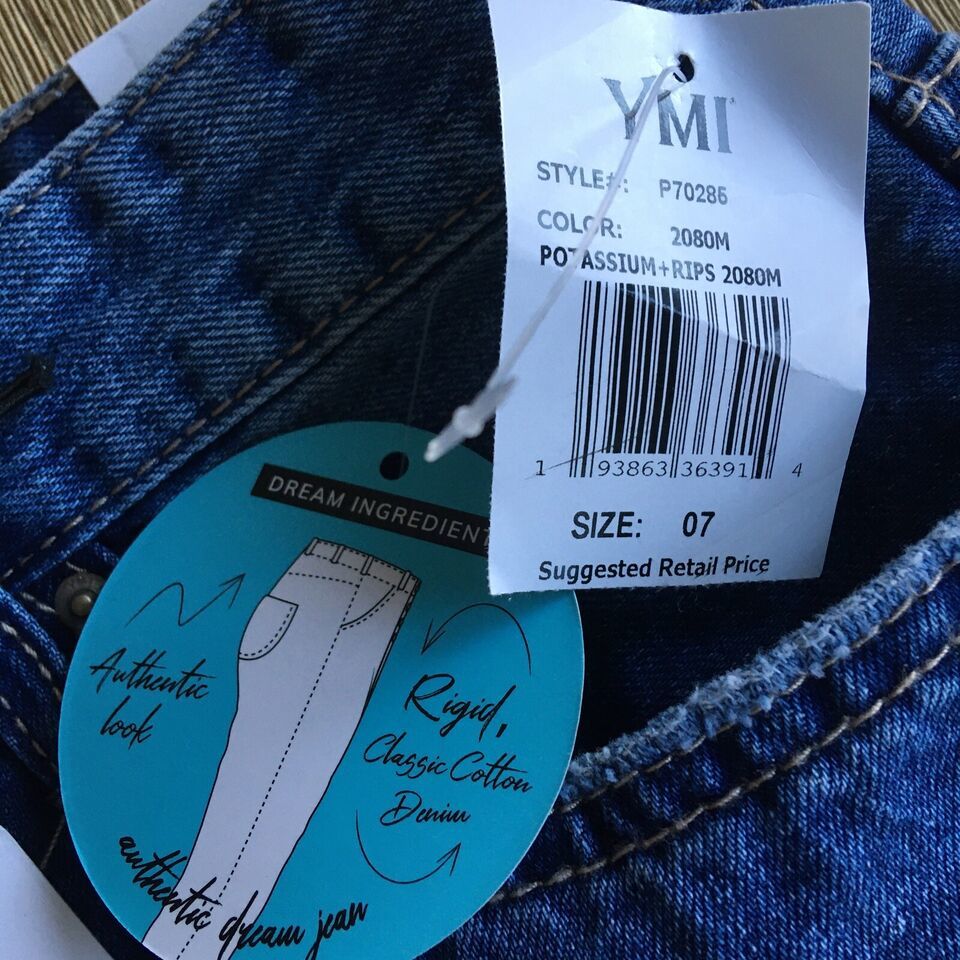 YMI
STYLE#: P70286
COLOR: 2080M
POTASSIUM+RIPS 2080M
1 93863 36391 4
SIZE: 07
Suggested Retail Price
DREAM INGREDIENT
Authentic
look
Rigid,
Classic Cotton
Denim
authentic dream jean